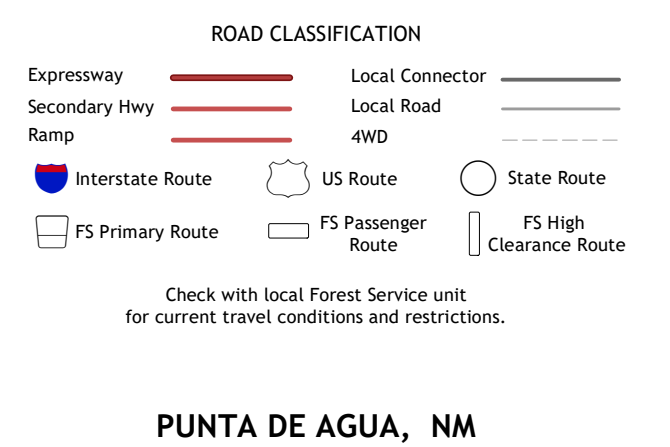 ROAD CLASSIFICATION
Expressway
Local Connector
Secondary Hwy
Local Road
Ramp
4WD
Interstate Route
US Route
State Route
FS Primary Route
FS Passenger
Route
FS High
Clearance Route
Check with local Forest Service unit
for current travel conditions and restrictions.
PUNTA DE AGUA, NM